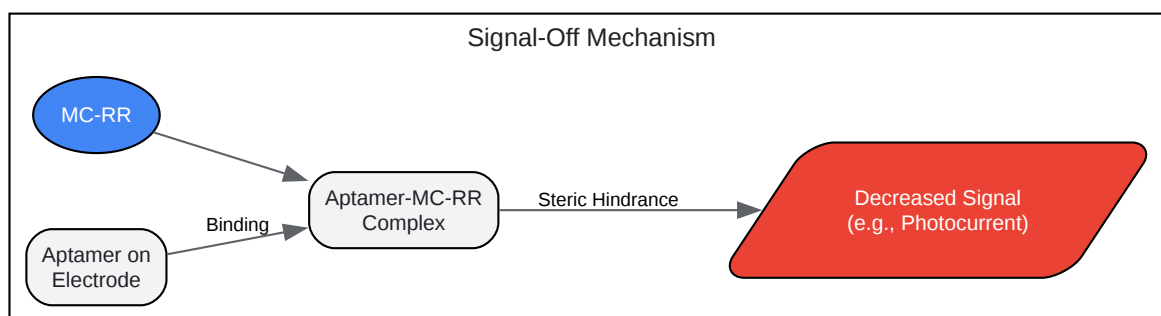 Signal-Off Mechanism
MC-RR
Aptamer on
Electrode
Binding
Aptamer-MC-RR
Complex
Steric Hindrance
Decreased Signal
(e.g., Photocurrent)